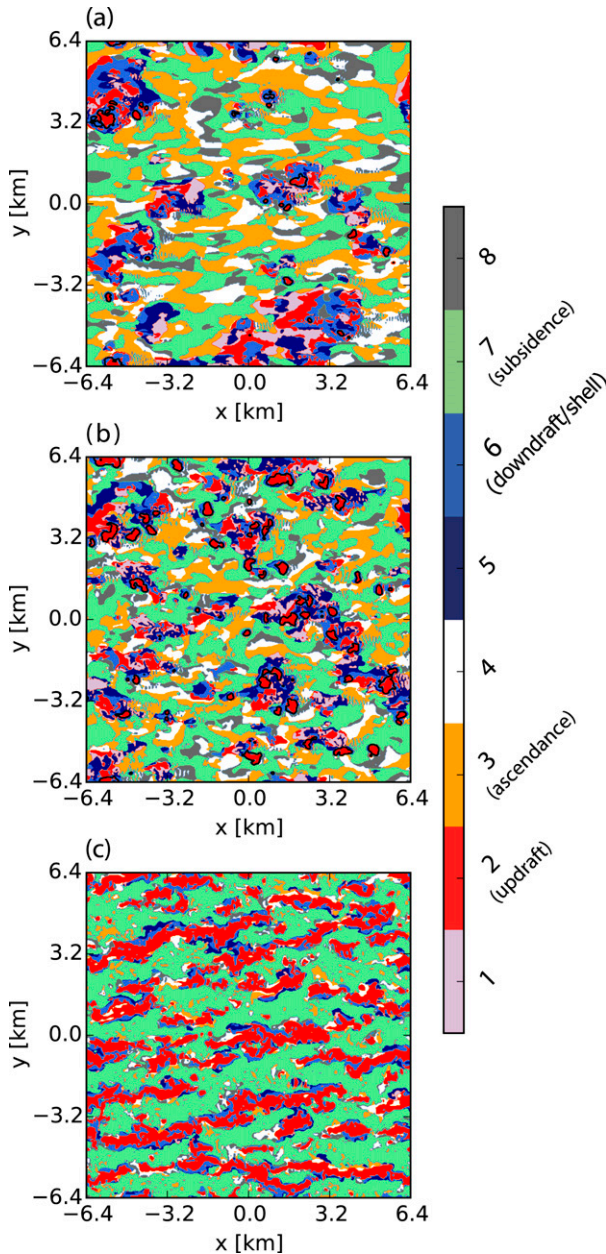 (a)
6.4
3.2
0.0
−3.2
−6.4
y [km]
−6.4 −3.2 0.0 3.2 6.4
x [km]
(b)
6.4
3.2
0.0
−3.2
−6.4
y [km]
−6.4 −3.2 0.0 3.2 6.4
x [km]
(c)
6.4
3.2
0.0
−3.2
−6.4
y [km]
−6.4 −3.2 0.0 3.2 6.4
x [km]
8
7
(subsidence)
6
(downdraft/shell)
5
4
3
(ascendance)
2
(updraft)
1